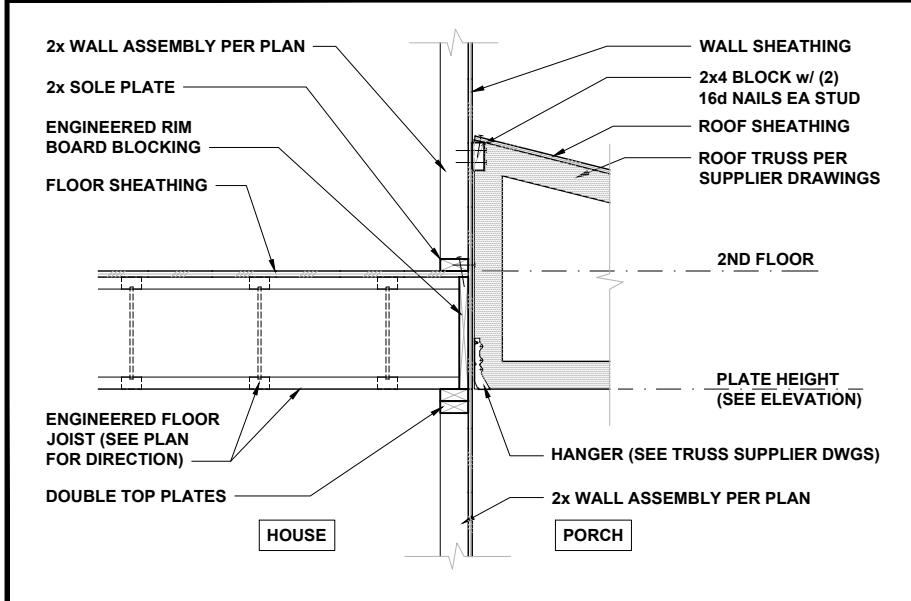 2x WALL ASSEMBLY PER PLAN
2x SOLE PLATE
ENGINEERED RIM
BOARD BLOCKING
FLOOR SHEATHING
ENGINEERED FLOOR
JOIST (SEE PLAN
FOR DIRECTION)
DOUBLE TOP PLATES
HOUSE
WALL SHEATHING
2x4 BLOCK w/ (2)
16d NAILS EA STUD
ROOF SHEATHING
ROOF TRUSS PER
SUPPLIER DRAWINGS
2ND FLOOR
PLATE HEIGHT
(SEE ELEVATION)
HANGER (SEE TRUSS SUPPLIER DWGS)
2x WALL ASSEMBLY PER PLAN
PORCH